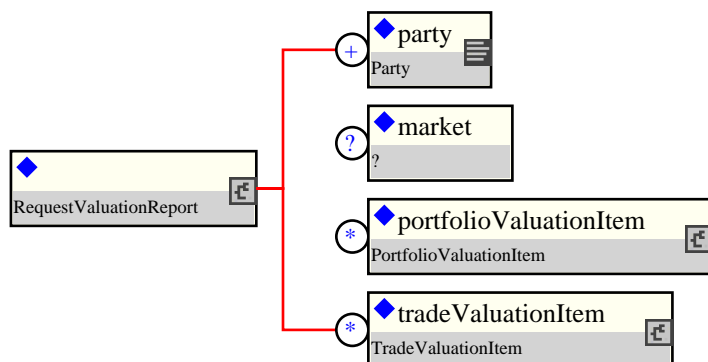 +
party
Party
?
market
?
RequestValuationReport
*
portfolioValuationItem
PortfolioValuationItem
*
tradeValuationItem
TradeValuationItem